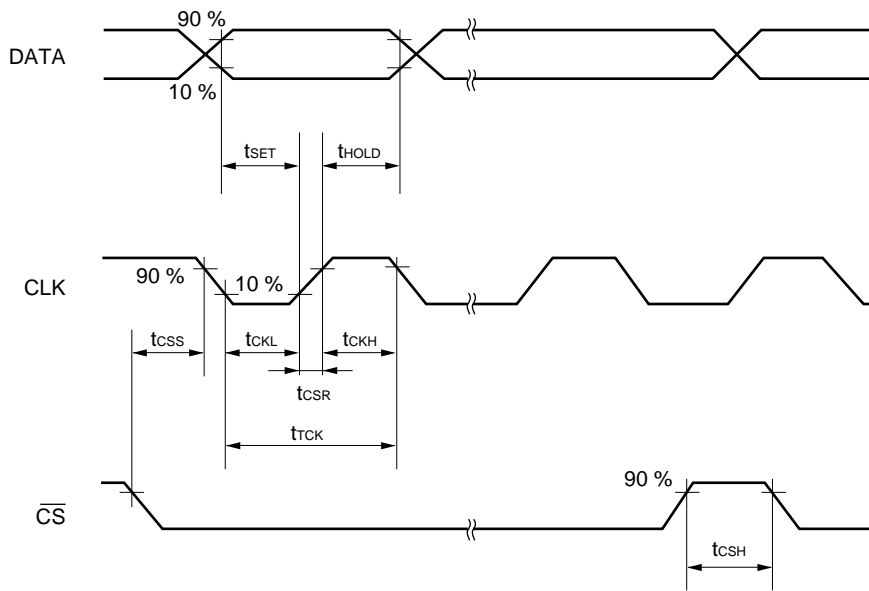 90 %
DATA
10 %
tSET
tHOLD
90 %
10 %
CLK
tCSS
tCKL
tCKH
tCSR
tTCK
90 %
CS
tCSH